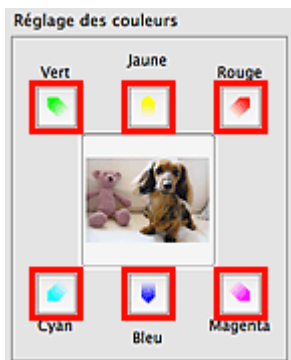 Réglage des couleurs
Vert
Jaune
Rouge
Cyan
Bleu
Magenta